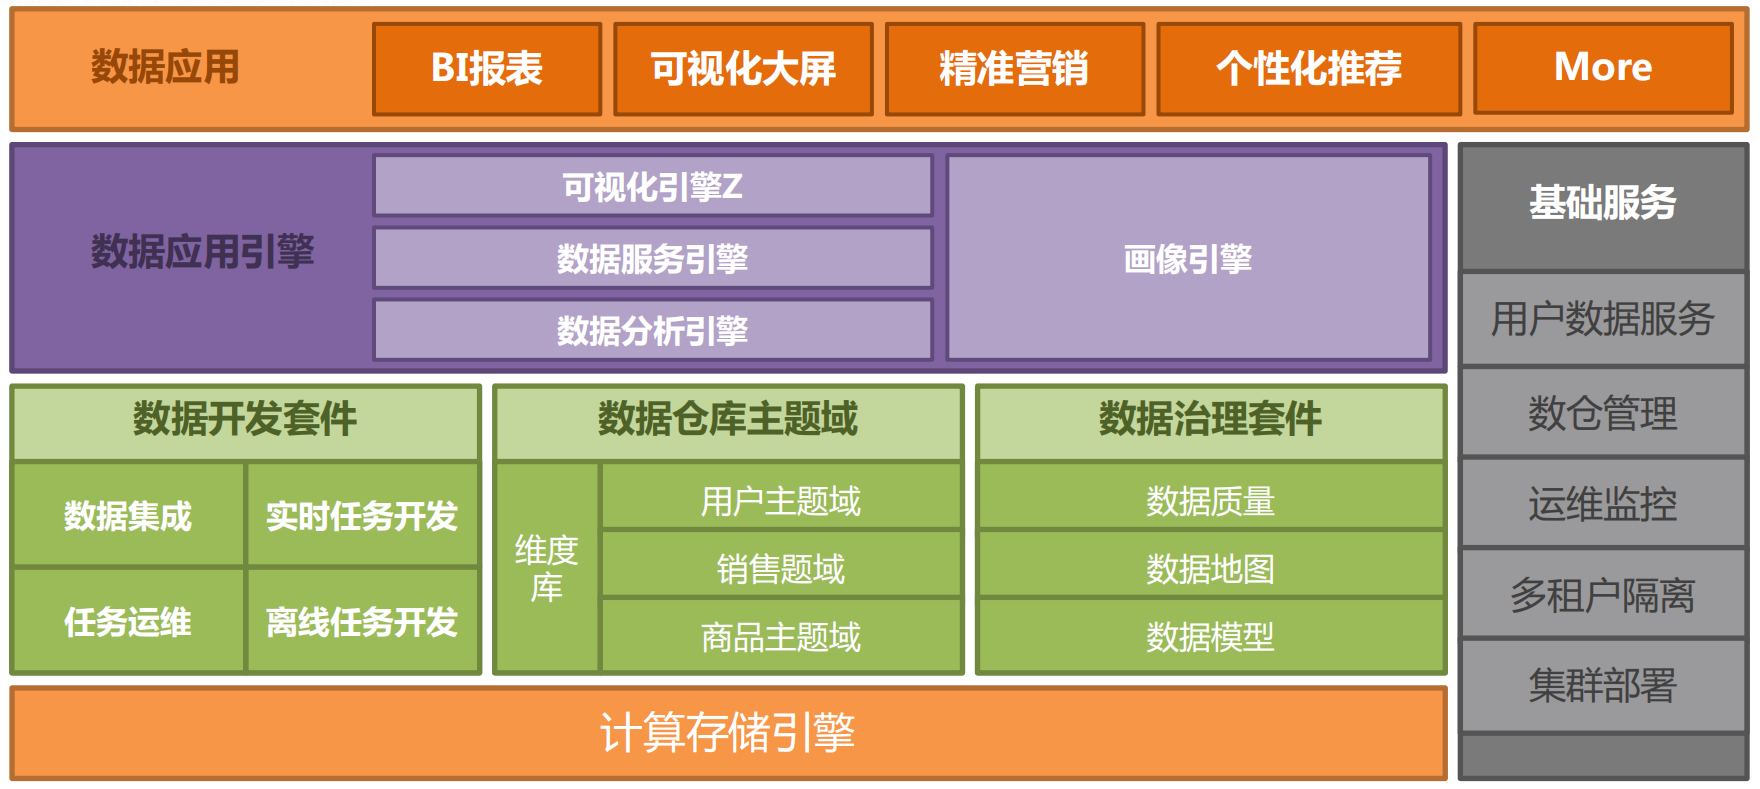 数据应用
BI报表
可视化大屏
精准营销
个性化推荐
More
数据应用引擎
可视化引擎Z
数据服务引擎
数据分析引擎
画像引擎
基础服务
用户数据服务
数仓管理
运维监控
多租户隔离
集群部署
数据开发套件
数据集成
实时任务开发
任务运维
离线任务开发
数据仓库主题域
维度
库
用户主题域
销售题域
商品主题域
数据治理套件
数据质量
数据地图
数据模型
计算存储引擎